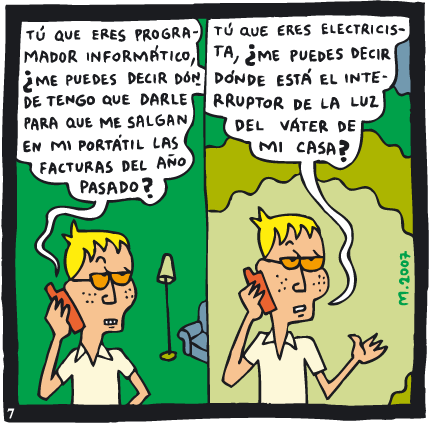 TÚ QUE ERES PROGRA-
MADOR INFORMÁTICO,
¿ME PUEDES DECIR DÓN
DE TENGO QUE DARLE
PARA QUE ME SALGAN
EN MI PORTÁTIL LAS
FACTURAS DEL AÑO
PASADO?
TÚ QUE ERES ELECTRICIS-
TA, ¿ME PUEDES DECIR
DÓNDE ESTÁ EL INTE-
RRUPTOR DE LA LUZ
DEL VÁTER DE
MI CASA?
M.2007
7